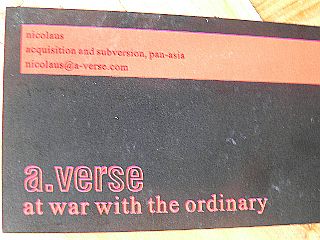 nicolaus
acquisition and subversion, pan-asia
nicolaus@a-verse.com
a.verse
at war with the ordinary